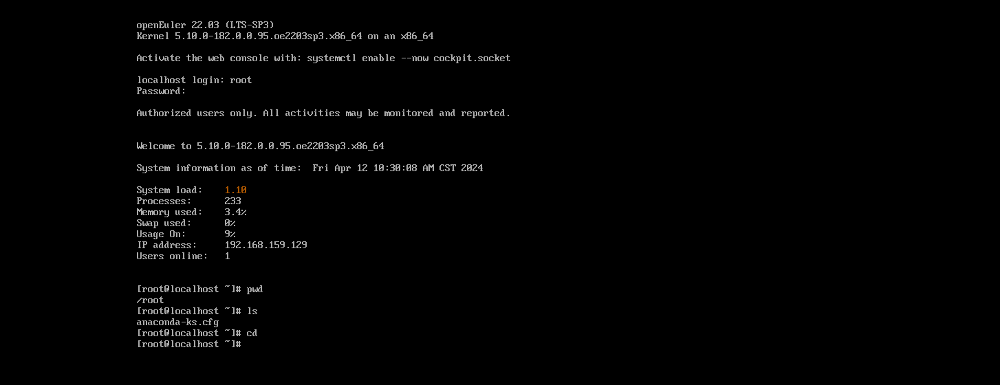 openEuler 22.03 (LTS-SP3)
Kernel 5.10.0-182.0.0.95.oe2203sp3.x86_64 on an x86_64
Activate the web console with: systemctl enable --now cockpit.socket
localhost login: root
Password:
Authorized users only. All activities may be monitored and reported.
Welcome to 5.10.0-182.0.0.95.oe2203sp3.x86_64
System information as of time:  Fri Apr 12 10:30:08 AM CST 2024
System load:    1.10
Processes:      233
Memory used:    3.4%
Swap used:      0%
Usage On:       9%
IP address:     192.168.159.129
Users online:   1
[root@localhost ~]# pwd
/root
[root@localhost ~]# ls
anaconda-ks.cfg
[root@localhost ~]# cd
[root@localhost ~]#